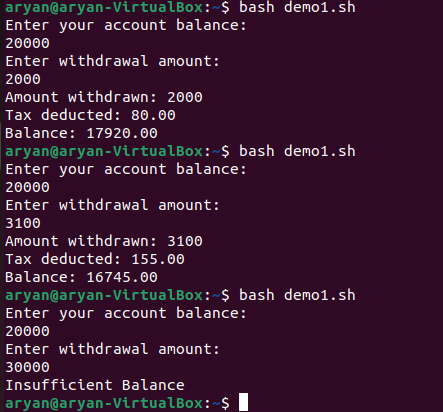 aryan@aryan-VirtualBox:~$ bash demo1.sh
Enter your account balance:
20000
Enter withdrawal amount:
2000
Amount withdrawn: 2000
Tax deducted: 80.00
Balance: 17920.00
aryan@aryan-VirtualBox:~$ bash demo1.sh
Enter your account balance:
20000
Enter withdrawal amount:
3100
Amount withdrawn: 3100
Tax deducted: 155.00
Balance: 16745.00
aryan@aryan-VirtualBox:~$ bash demo1.sh
Enter your account balance:
20000
Enter withdrawal amount:
30000
Insufficient Balance
aryan@aryan-VirtualBox:~$